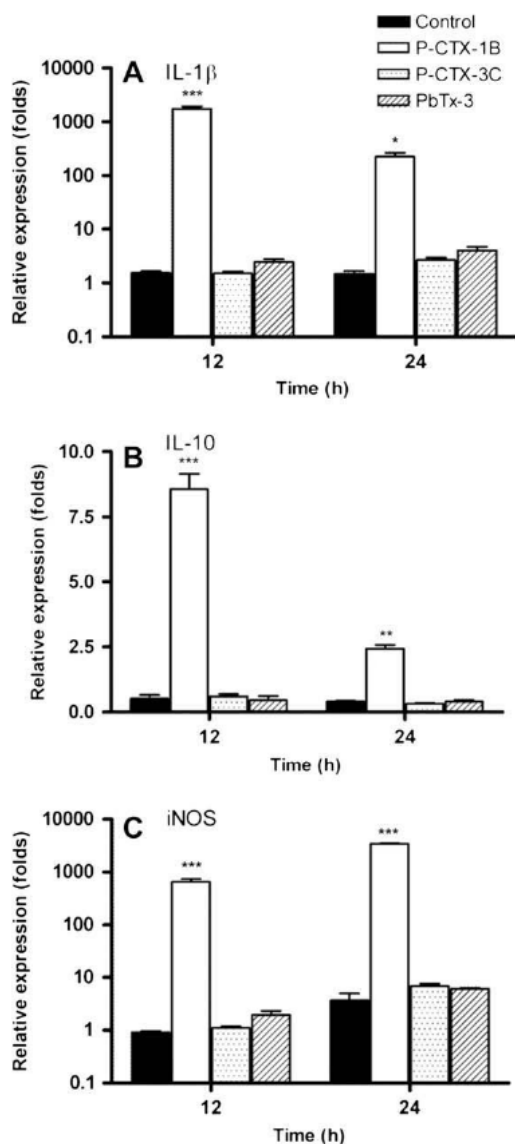 Control
P-CTX-1B
P-CTX-3C
PbTx-3
A
IL-1β
Relative expression (folds)
10000
1000
100
10
1
0.1
***
*
12
24
Time (h)
B
IL-10
Relative expression (folds)
10.0
7.5
5.0
2.5
0.0
***
**
12
24
Time (h)
C
iNOS
Relative expression (folds)
10000
1000
100
10
1
0.1
***
***
12
24
Time (h)